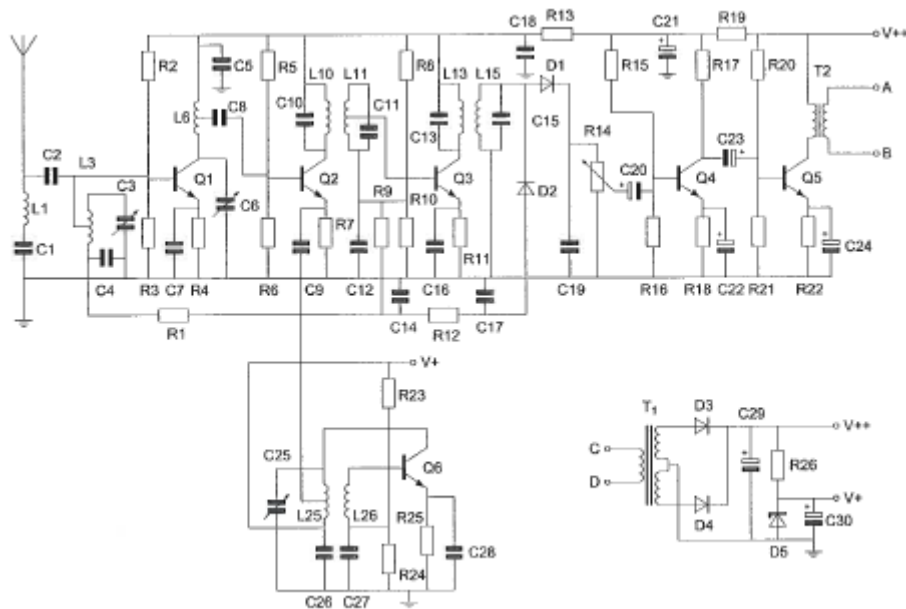 C18 R13 C21 R19 V++
R2 C5 R5 L10 L11 R8 L13 L15 D1 R15 R17 R20 T2
C8 C10 C11 C13 C15 A
L6 R14 C23
C2 L3 C20 B
C3 Q1 Q2 R9 Q3 D2 Q4 Q5
L1 C6 R7 R10
C1 R11 C24
C4 R3 C7 R4 R6 C9 C12 C16 C19 R16 R18 C22 R21 R22
R1 C14 R12 C17
V+
R23
T1 D3 C29 V++
C25 Q6 C
D R26
L25 L26 R25 D4 V+
C30
C28 D5
R24
C26 C27